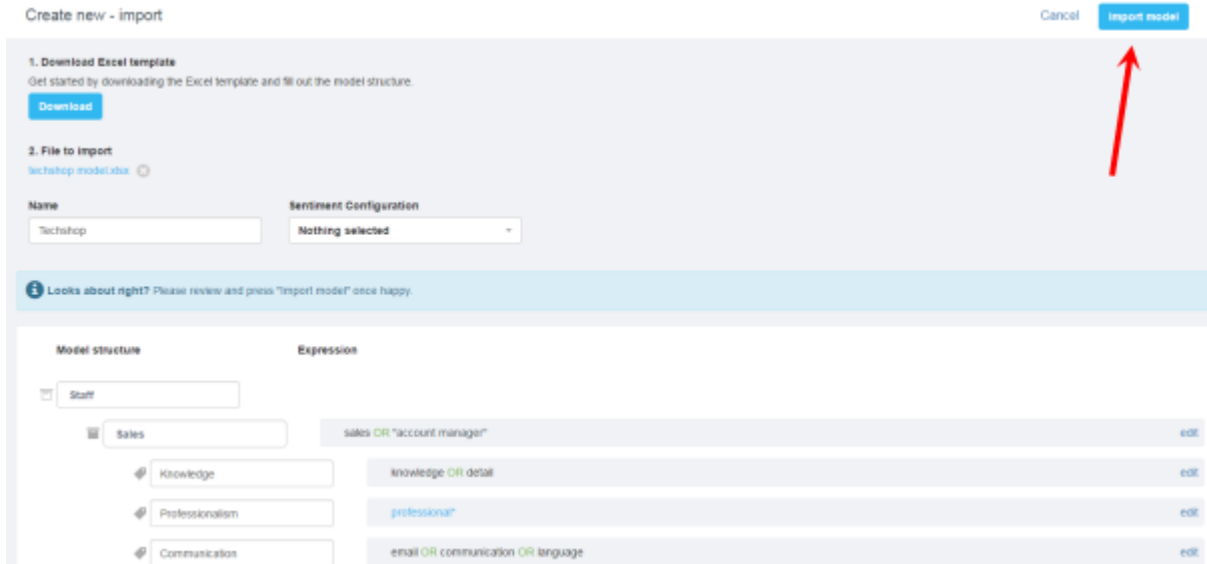 Create new - import
Cancel
Import model
1. Download Excel template
Get started by downloading the Excel template and fill out the model structure.
Download
2. File to import
techshop model.xlsx
Name
Sentiment Configuration
Techshop
Nothing selected
Looks about right? Please review and press "Import model" once happy.
Model structure
Expression
Staff
Sales
sales OR "account manager"
edit
Knowledge
knowledge OR detail
edit
Professionalism
professional*
edit
Communication
email OR communication OR language
edit